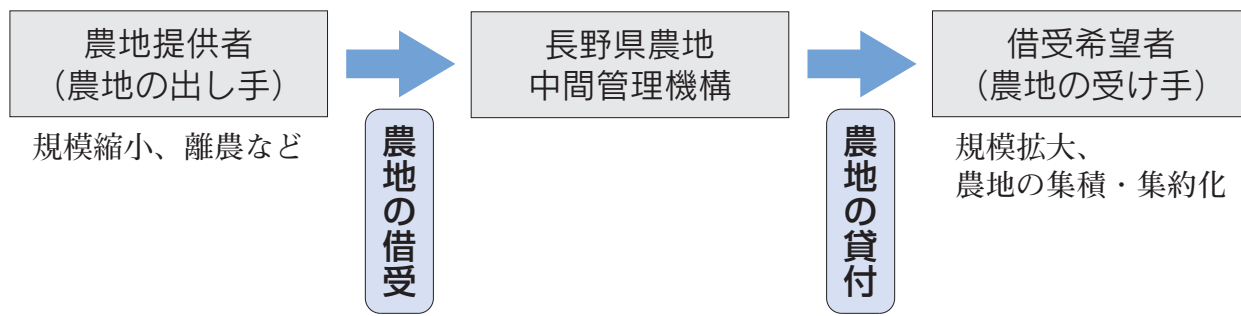 農地提供者
(農地の出し手)
規模縮小、離農など
農地の借受
長野県農地
中間管理機構
農地の貸付
借受希望者
(農地の受け手)
規模拡大、
農地の集積・集約化